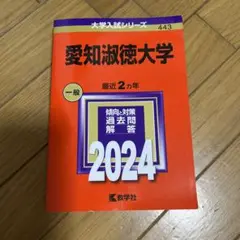 大学入試シリーズ
443
愛知淑徳大学
一般
最近2カ年
傾向と対策
過去問
解答
2024
教学社